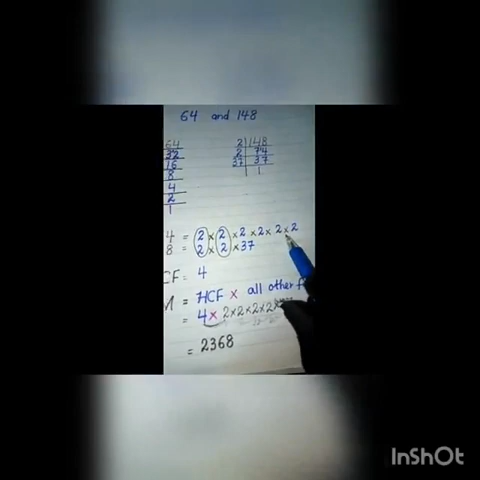 64 and 148
64
32
16
8
4
2
1
2 148
2 74
37 37
1 1
4 = 2 × 2 × 2 × 2 × 2 × 2
8 = 2 × 2 × 37
CF = 4
M = HCF × all other f
= 4 × 2 × 2 × 2 × 2 ×
= 2368
InShOt